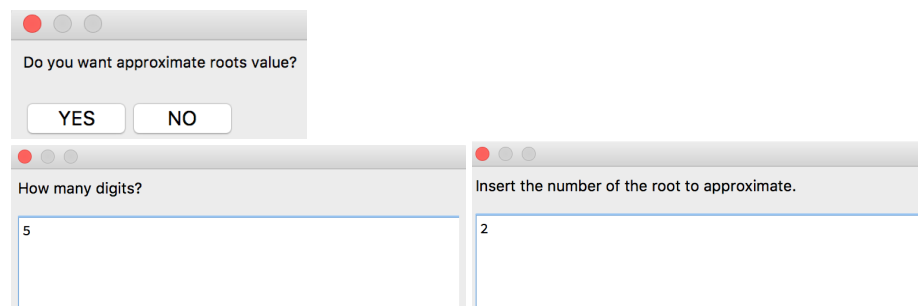 Do you want approximate roots value?
YES NO
How many digits?
5
Insert the number of the root to approximate.
2